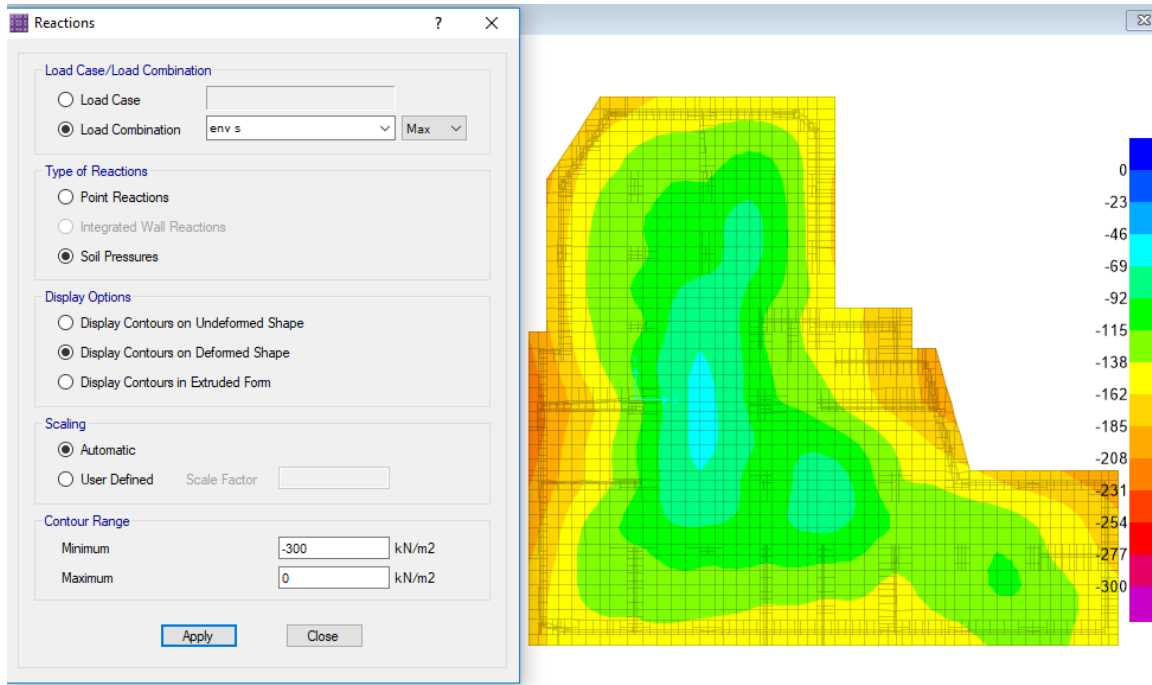 Reactions
?
Load Case/Load Combination
Load Case
Load Combination
env s
Max
Type of Reactions
Point Reactions
Integrated Wall Reactions
Soil Pressures
Display Options
Display Contours on Undeformed Shape
Display Contours on Deformed Shape
Display Contours in Extruded Form
Scaling
Automatic
User Defined
Scale Factor
Contour Range
Minimum
-300
kN/m2
Maximum
0
kN/m2
Apply
Close
0
-23
-46
-69
-92
-115
-138
-162
-185
-208
-231
-254
-277
-300